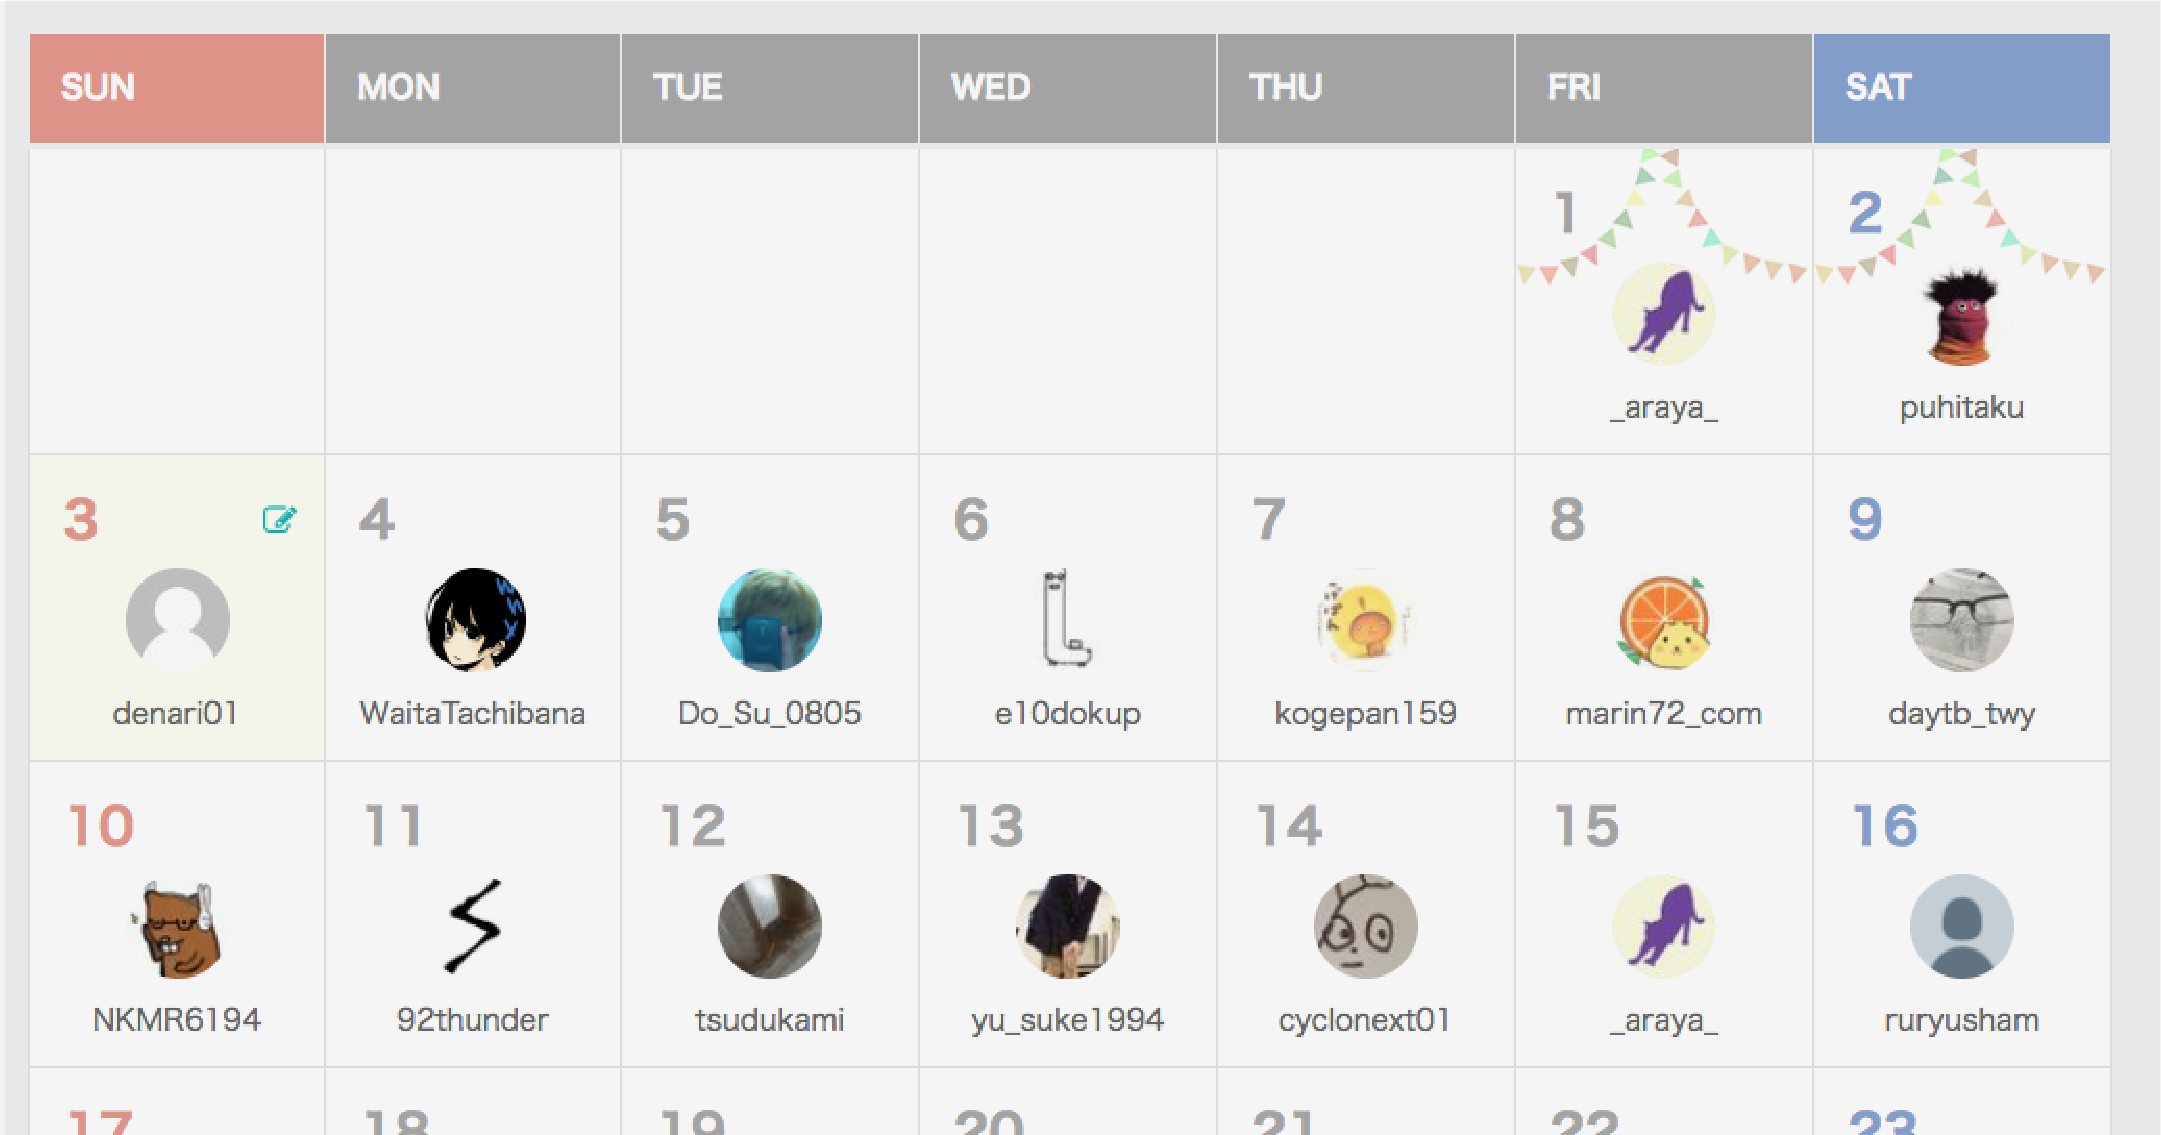 SUN MON TUE WED THU FRI SAT
1 2
_araya_ puhitaku
3 4 5 6 7 8 9
denari01 WaitaTachibana Do_Su_0805 e10dokup kogepan159 marin72_com daytb_twy
10 11 12 13 14 15 16
NKMR6194 92thunder tsudukami yu_suke1994 cyclonext01 _araya_ ruryusham
17 18 19 20 21 22 23